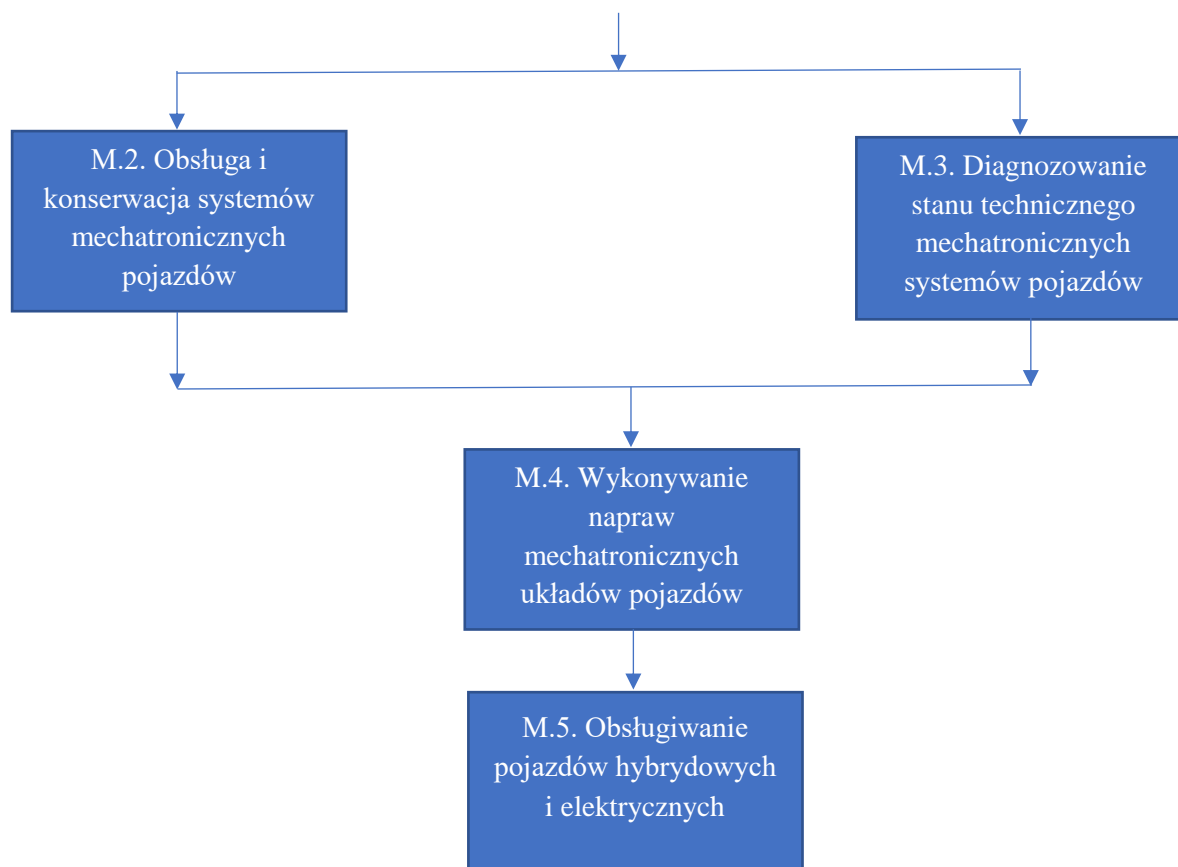 M.2. Obsługa i
konserwacja systemów
mechatronicznych
pojazdów
M.3. Diagnozowanie
stanu technicznego
mechatronicznych
systemów pojazdów
M.4. Wykonywanie
napraw
mechatronicznych
układów pojazdów
M.5. Obsługiwanie
pojazdów hybrydowych
i elektrycznych